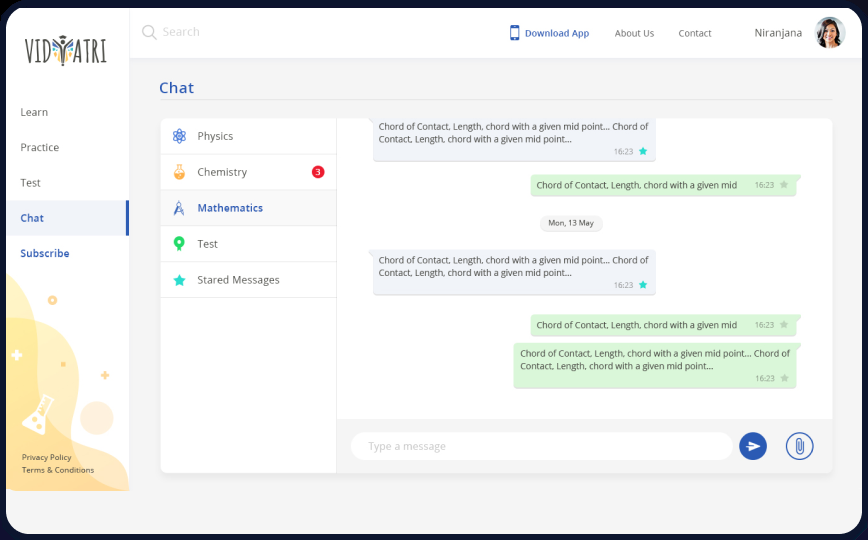 VIDYATRI
Search
Download App
About Us
Contact
Niranjana
Learn
Practice
Test
Chat
Subscribe
Privacy Policy
Terms & Conditions
Chat
Physics
Chemistry
3
Mathematics
Test
Stared Messages
Chord of Contact, Length, chord with a given mid point... Chord of
Contact, Length, chord with a given mid point...
16:23
Chord of Contact, Length, chord with a given mid
16:23
Mon, 13 May
Chord of Contact, Length, chord with a given mid point... Chord of
Contact, Length, chord with a given mid point...
16:23
Chord of Contact, Length, chord with a given mid
16:23
Chord of Contact, Length, chord with a given mid point... Chord of
Contact, Length, chord with a given mid point...
16:23
Type a message